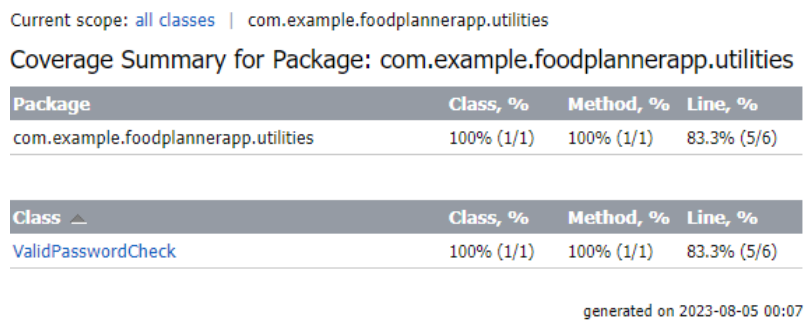 Current scope: all classes | com.example.foodplannerapp.utilities
Coverage Summary for Package: com.example.foodplannerapp.utilities
Package Class, % Method, % Line, %
com.example.foodplannerapp.utilities 100% (1/1) 100% (1/1) 83.3% (5/6)
Class Class, % Method, % Line, %
ValidPasswordCheck 100% (1/1) 100% (1/1) 83.3% (5/6)
generated on 2023-08-05 00:07